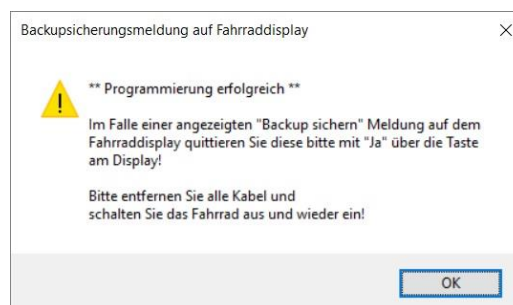 Backupsicherungsmeldung auf Fahrraddisplay
** Programmierung erfolgreich **
Im Falle einer angezeigten "Backup sichern" Meldung auf dem
Fahrraddisplay quittieren Sie diese bitte mit "Ja" über die Taste
am Display!
Bitte entfernen Sie alle Kabel und
schalten Sie das Fahrrad aus und wieder ein!
OK